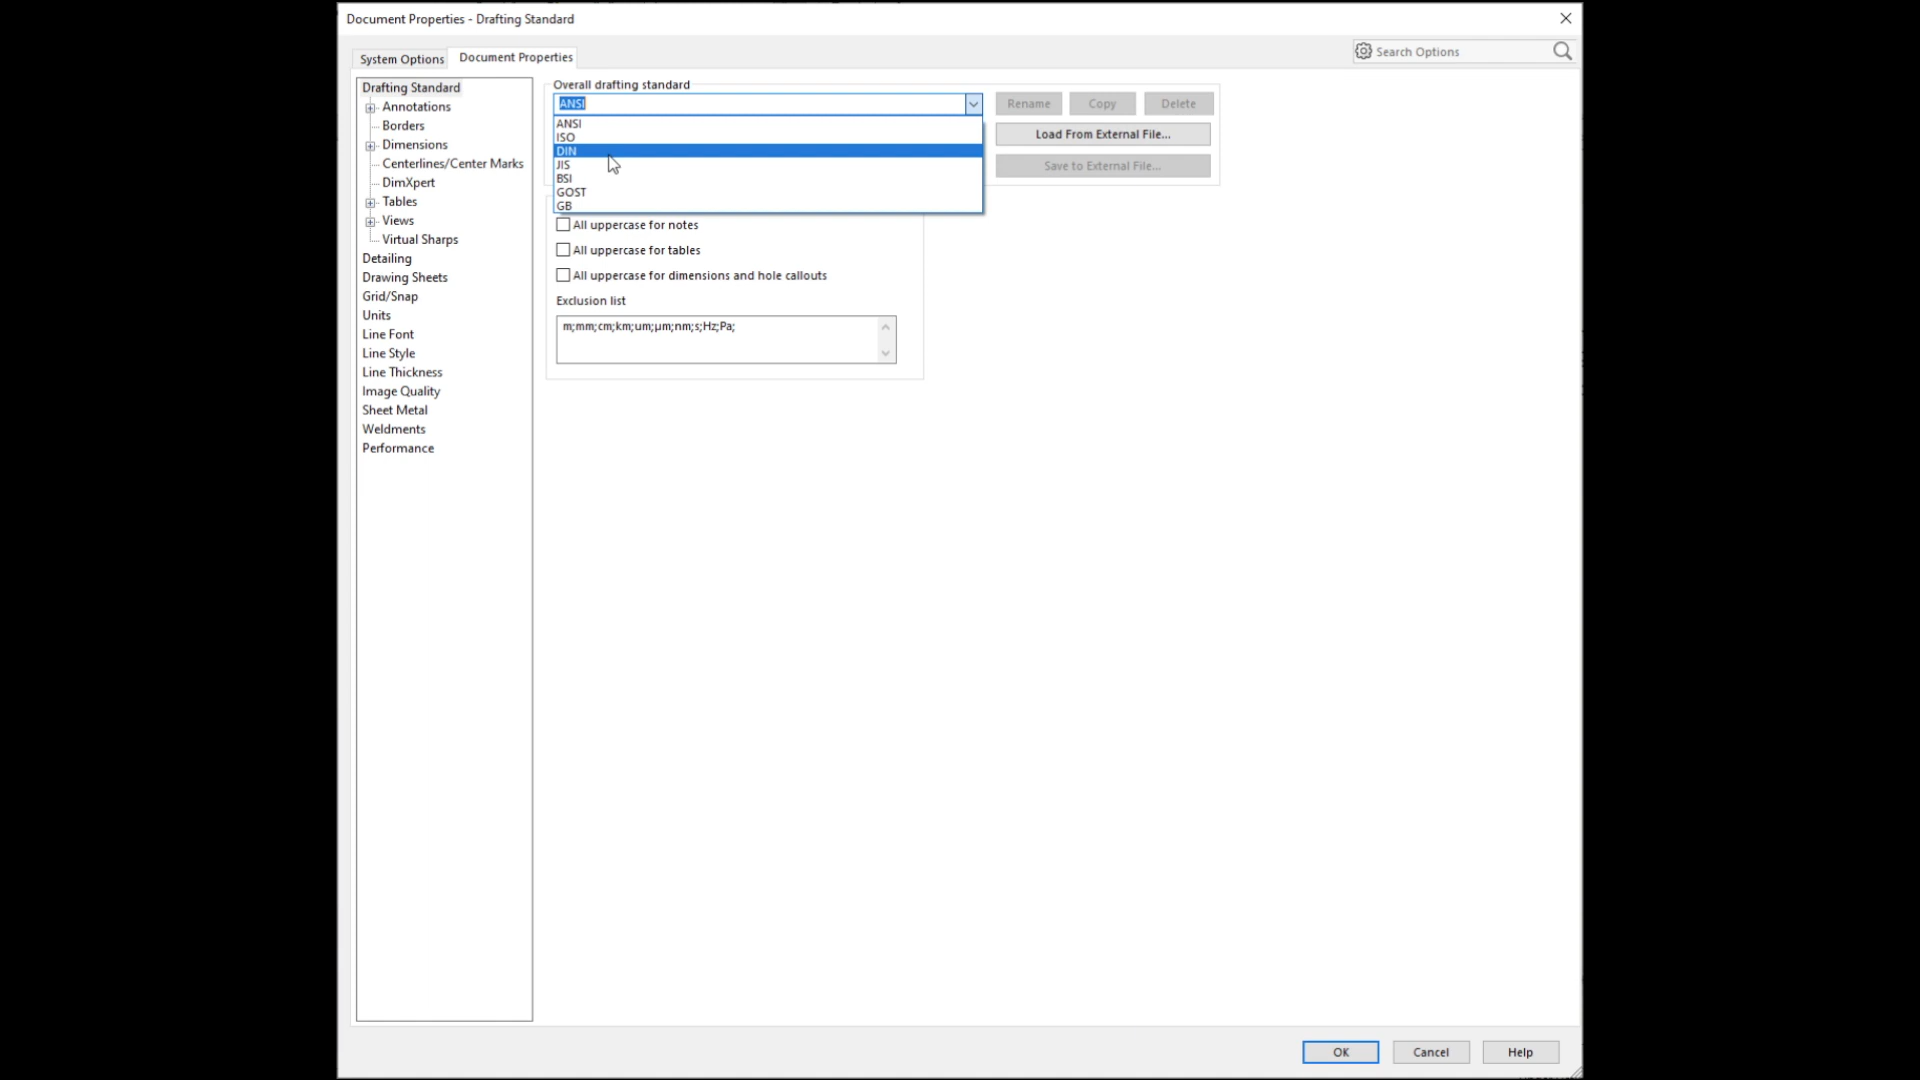 Document Properties - Drafting Standard
System Options
Document Properties
Search Options
Drafting Standard
Annotations
Borders
Dimensions
Centerlines/Center Marks
DimXpert
Tables
Views
Virtual Sharps
Detailing
Drawing Sheets
Grid/Snap
Units
Line Font
Line Style
Line Thickness
Image Quality
Sheet Metal
Weldments
Performance
Overall drafting standard
ANSI
ANSI
ISO
DIN
JIS
BSI
GOST
GB
Rename
Copy
Delete
Load From External File...
Save to External File...
All uppercase for notes
All uppercase for tables
All uppercase for dimensions and hole callouts
Exclusion list
m;mm;cm;km;um;µm;nm;s;Hz;Pa;
OK
Cancel
Help